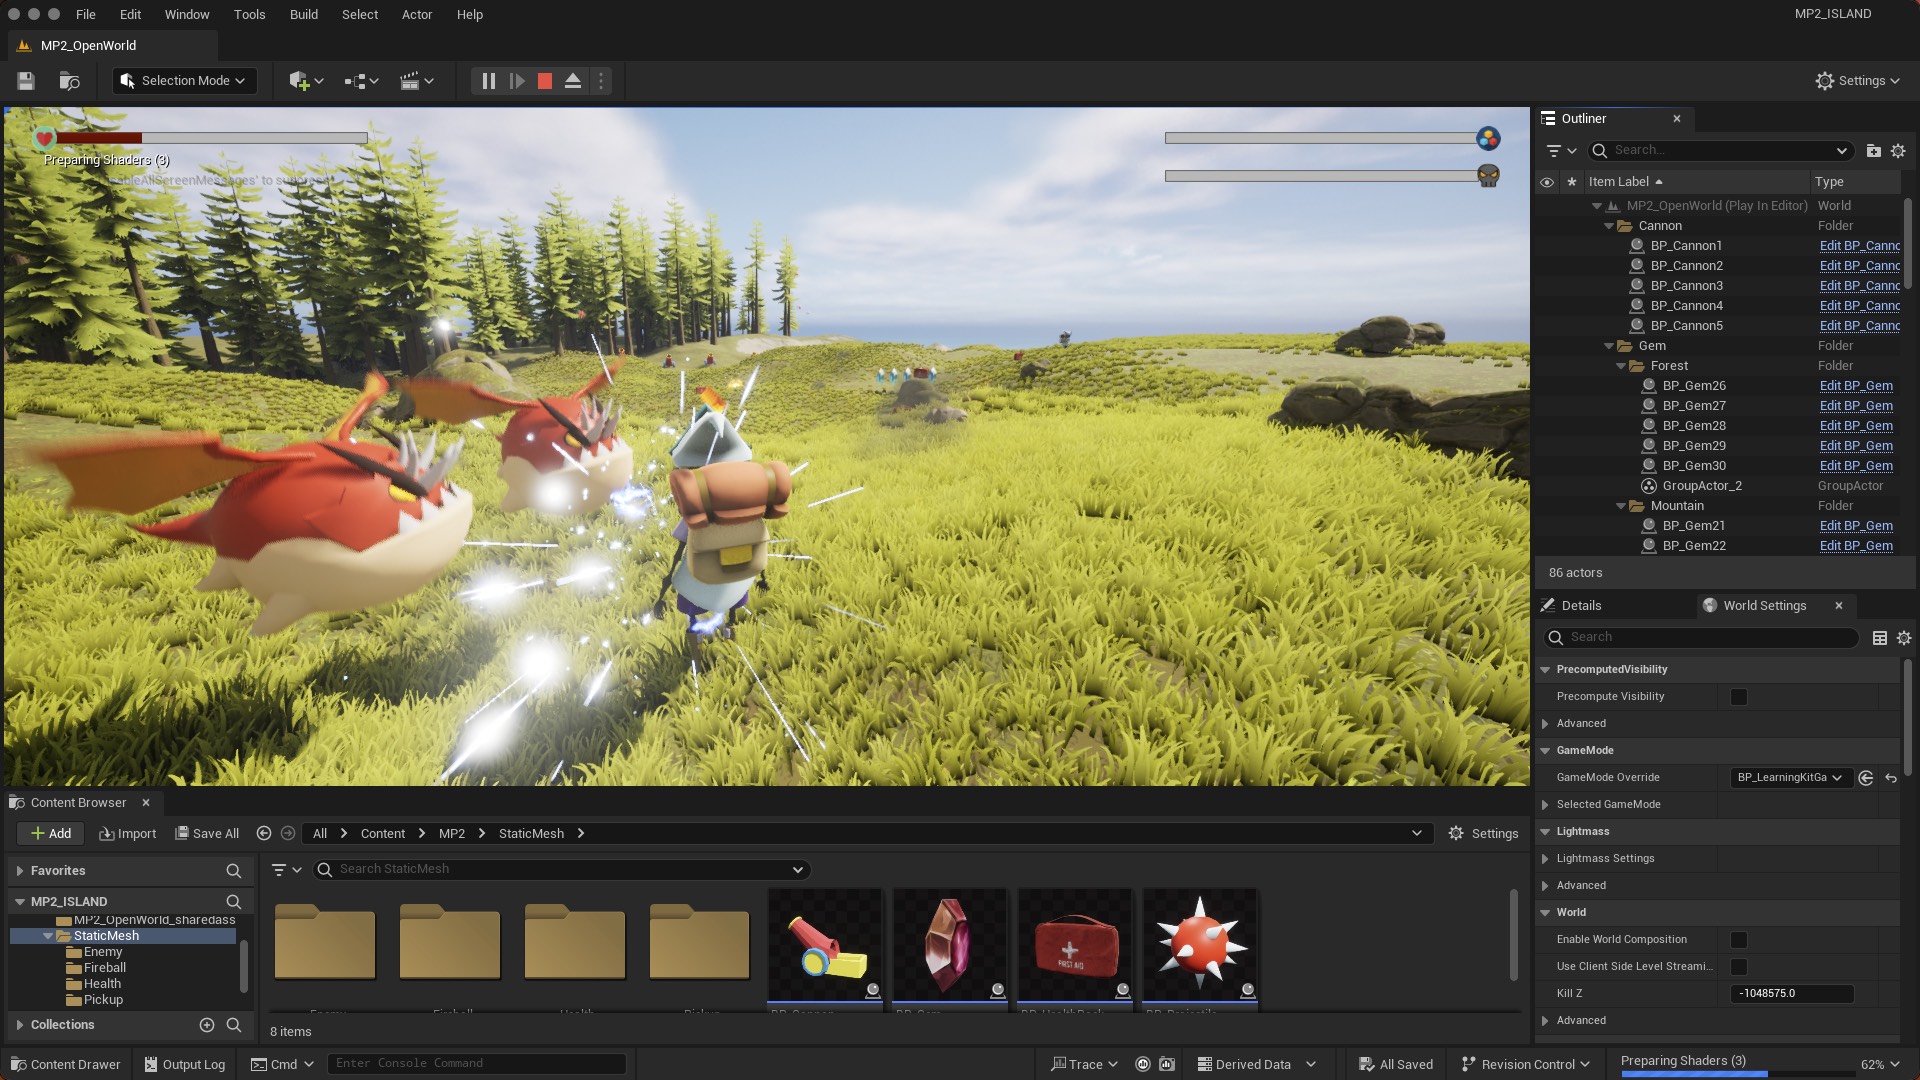 File Edit Window Tools Build Select Actor Help
MP2_ISLAND
MP2_OpenWorld
Selection Mode
Settings
Preparing Shaders (3)
ableAllScreenMessages' to
Outliner
Search...
Item Label Type
MP2_OpenWorld (Play In Editor) World
Cannon Folder
BP_Cannon1 Edit BP_Canno
BP_Cannon2 Edit BP_Canno
BP_Cannon3 Edit BP_Canno
BP_Cannon4 Edit BP_Canno
BP_Cannon5 Edit BP_Canno
Gem Folder
Forest Folder
BP_Gem26 Edit BP_Gem
BP_Gem27 Edit BP_Gem
BP_Gem28 Edit BP_Gem
BP_Gem29 Edit BP_Gem
BP_Gem30 Edit BP_Gem
GroupActor_2 GroupActor
Mountain Folder
BP_Gem21 Edit BP_Gem
BP_Gem22 Edit BP_Gem
86 actors
Details World Settings
Search
PrecomputedVisibility
Precompute Visibility
Advanced
GameMode
GameMode Override BP_LearningKitGa
Selected GameMode
Lightmass
Lightmass Settings
Advanced
World
Enable World Composition
Use Client Side Level Streami...
Kill Z -1048575.0
Advanced
Content Browser
Add Import Save All All Content MP2 StaticMesh Settings
Favorites
Search StaticMesh
MP2_ISLAND
MP2_OpenWorld_sharedass
StaticMesh
Enemy
Fireball
Health
Pickup
Collections
FIRST AID
8 items
Content Drawer Output Log Cmd Enter Console Command Trace Derived Data All Saved Revision Control Preparing Shaders (3) 62%